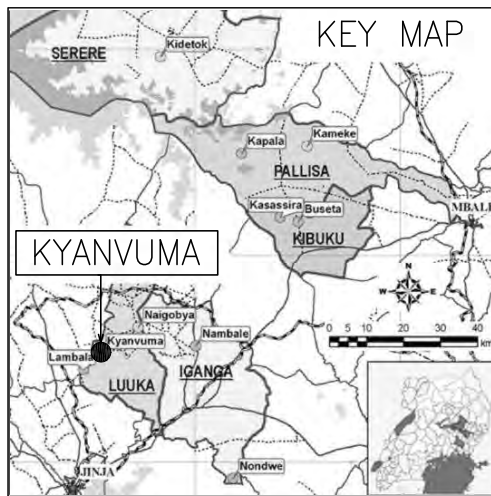 KEY MAP
SERERE
Kidetok
Kapala
Kameke
PALLISA
Kasassira
Buseta
KIBUKU
MBALE
KYANVUMA
N
W
E
S
Naigobya
Nambale
Kyanvuma
Lambala
LUUKA
IGANGA
0 5 10 20 30 40
km
JINJA
Nondwe